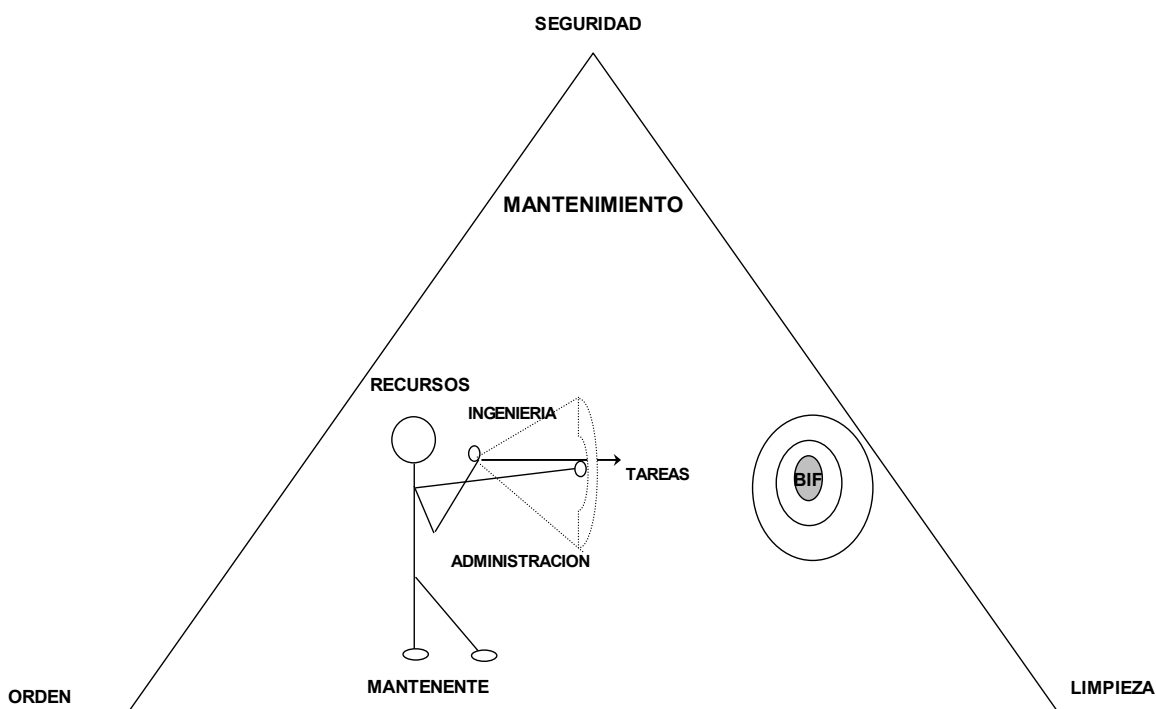 SEGURIDAD
MANTENIMIENTO
RECURSOS
INGENIERIA
TAREAS
BIF
ADMINISTRACION
MANTENENTE
ORDEN
LIMPIEZA